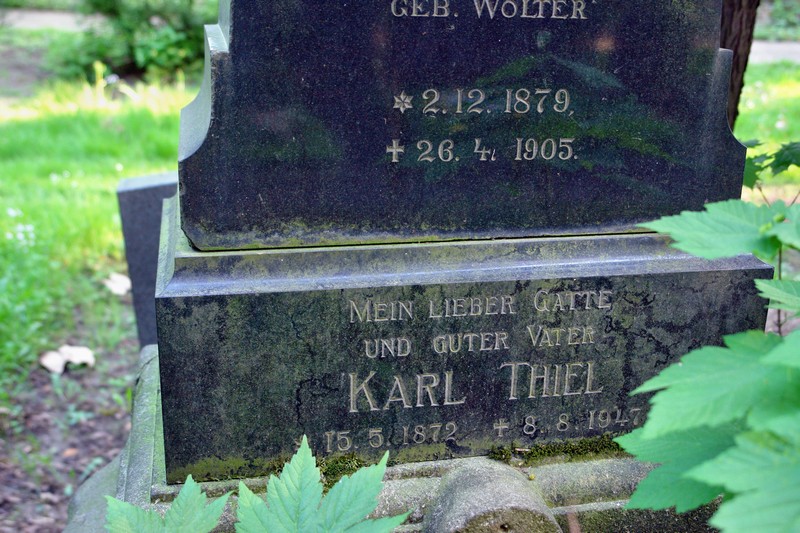 GEB. WOLTER
✲ 2.12.1879,
✝ 26.4. 1905.
MEIN LIEBER GATTE
UND GUTER VATER
KARL THIEL
✲ 15.5.1872 ✝ 8.8.1947